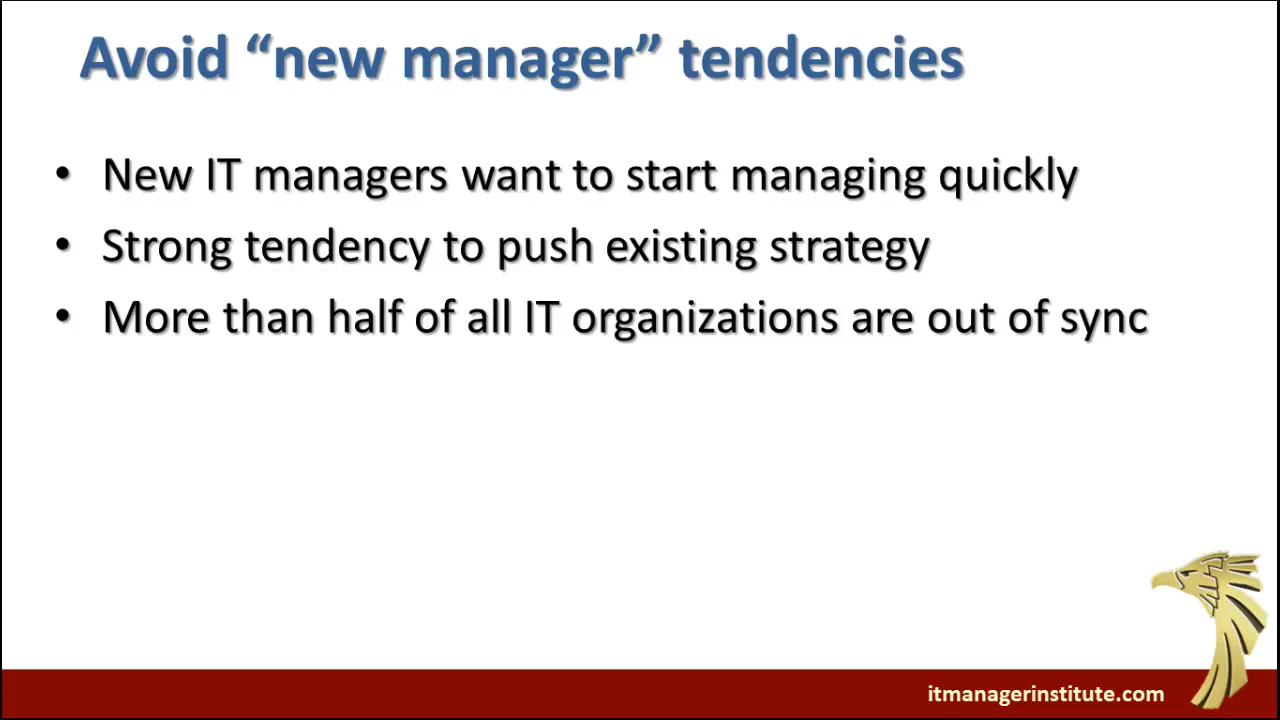 Avoid “new manager” tendencies
• New IT managers want to start managing quickly
• Strong tendency to push existing strategy
• More than half of all IT organizations are out of sync
itmanagerinstitute.com